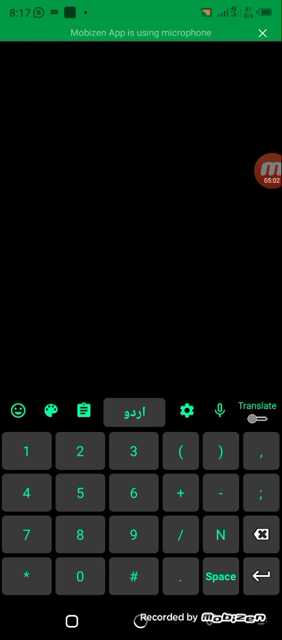 8:17
Mobizen App is using microphone
05:02
اردو
Translate
1 2 3 ( ) ,
4 5 6 + - ;
7 8 9 / N
* 0 # . Space
Recorded by mobizen